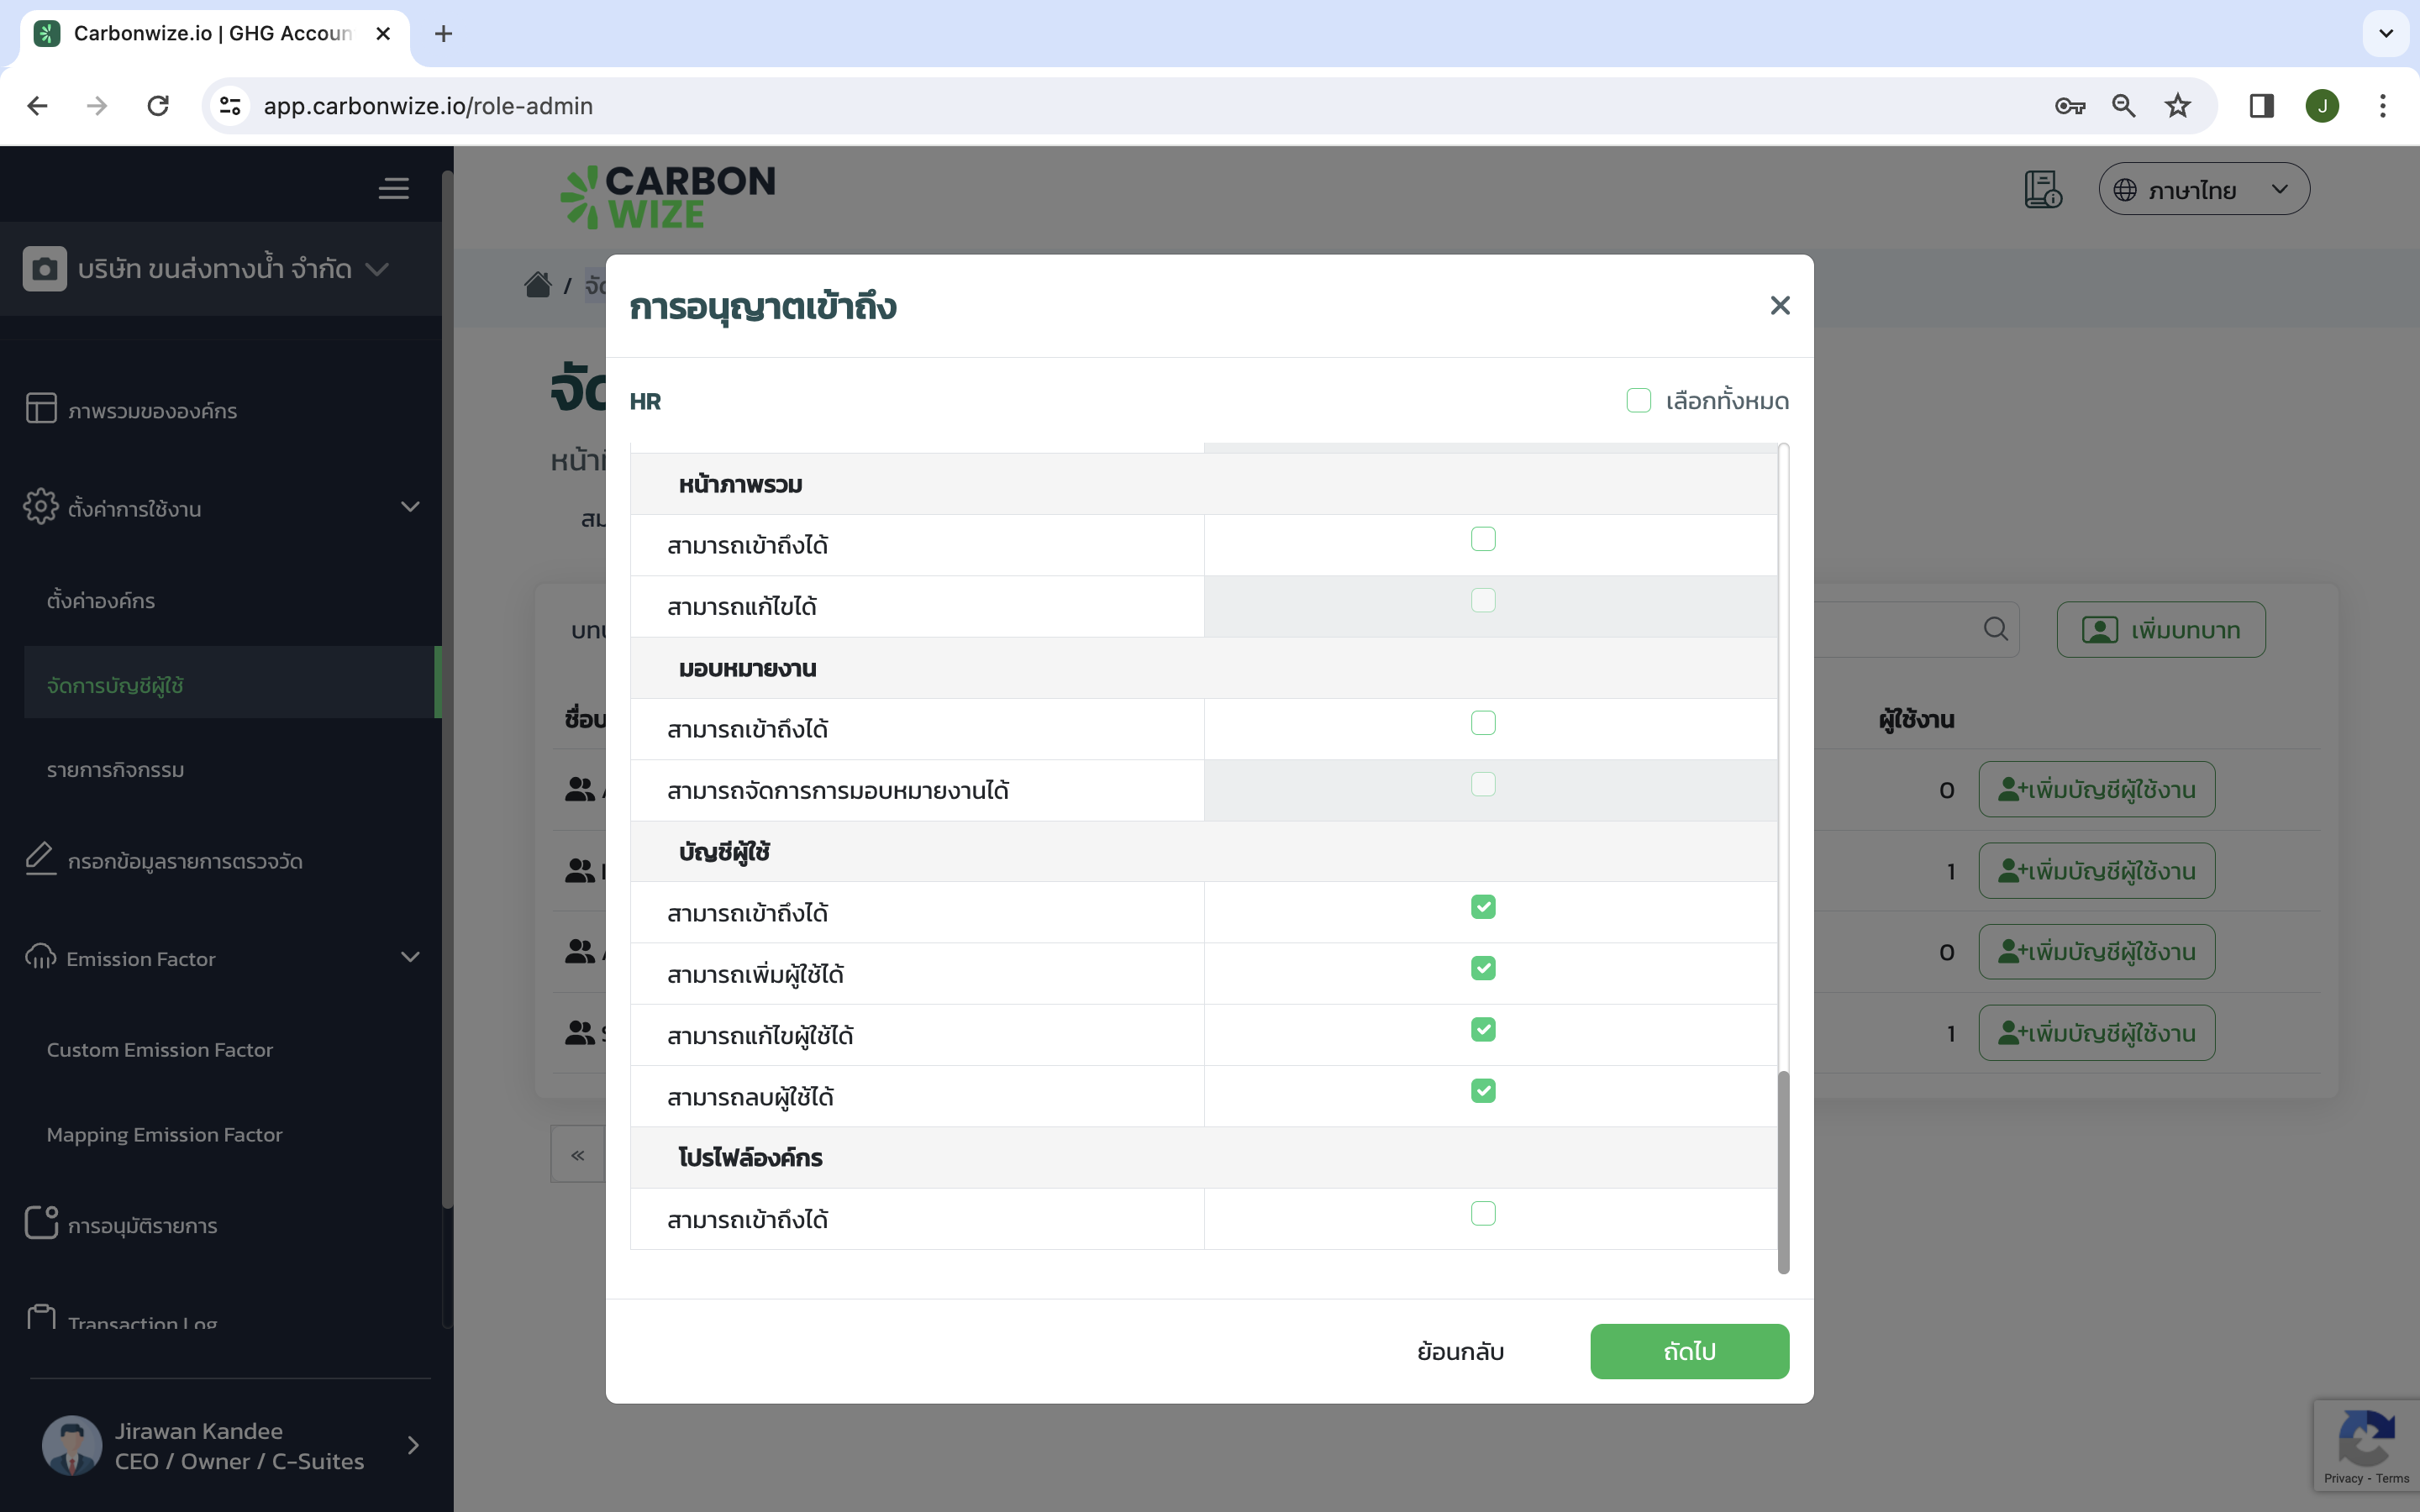 Carbonwize.io | GHG Accoun
app.carbonwize.io/role-admin
J
CARBON
WIZE
ภาษาไทย
บริษัท ขนส่งทางน้ำ จำกัด
ภาพรวมขององค์กร
ตั้งค่าการใช้งาน
ตั้งค่าองค์กร
จัดการบัญชีผู้ใช้
รายการกิจกรรม
กรอกข้อมูลรายการตรวจวัด
Emission Factor
Custom Emission Factor
Mapping Emission Factor
การอนุมัติรายการ
Transaction Log
Jirawan Kandee
CEO / Owner / C-Suites
/
การอนุญาตเข้าถึง
HR
เลือกทั้งหมด
หน้าภาพรวม
สามารถเข้าถึงได้
สามารถแก้ไขได้
มอบหมายงาน
สามารถเข้าถึงได้
สามารถจัดการการมอบหมายงานได้
บัญชีผู้ใช้
สามารถเข้าถึงได้
สามารถเพิ่มผู้ใช้ได้
สามารถแก้ไขผู้ใช้ได้
สามารถลบผู้ใช้ได้
โปรไฟล์องค์กร
สามารถเข้าถึงได้
ย้อนกลับ
ถัดไป
เพิ่มบทบาท
ผู้ใช้งาน
0 เพิ่มบัญชีผู้ใช้งาน
1 เพิ่มบัญชีผู้ใช้งาน
0 เพิ่มบัญชีผู้ใช้งาน
1 เพิ่มบัญชีผู้ใช้งาน
«
Privacy - Terms